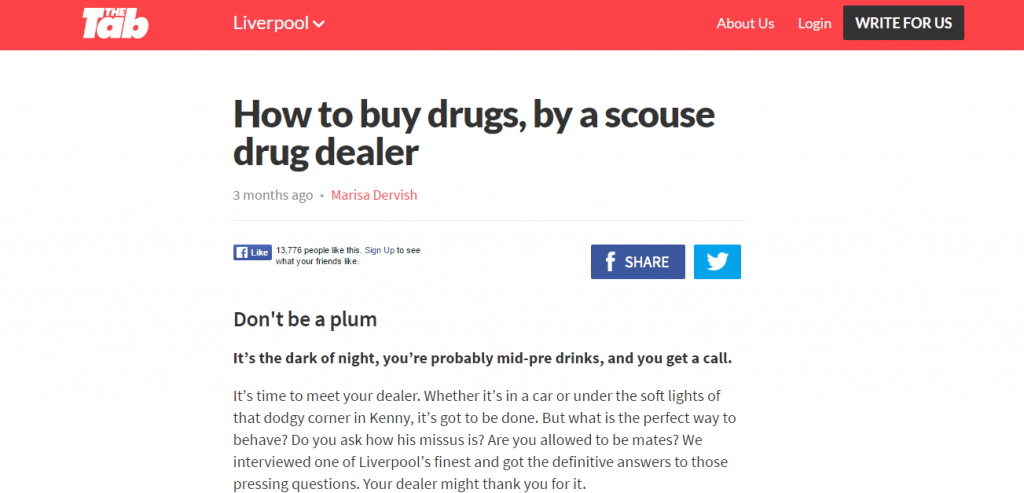 THE
Tab
Liverpool
About Us
Login
WRITE FOR US
How to buy drugs, by a scouse
drug dealer
3 months ago • Marisa Dervish
f Like
13,776 people like this. Sign Up to see
what your friends like.
f SHARE
Don't be a plum
It’s the dark of night, you’re probably mid-pre drinks, and you get a call.
It’s time to meet your dealer. Whether it’s in a car or under the soft lights of
that dodgy corner in Kenny, it’s got to be done. But what is the perfect way to
behave? Do you ask how his missus is? Are you allowed to be mates? We
interviewed one of Liverpool’s finest and got the definitive answers to those
pressing questions. Your dealer might thank you for it.